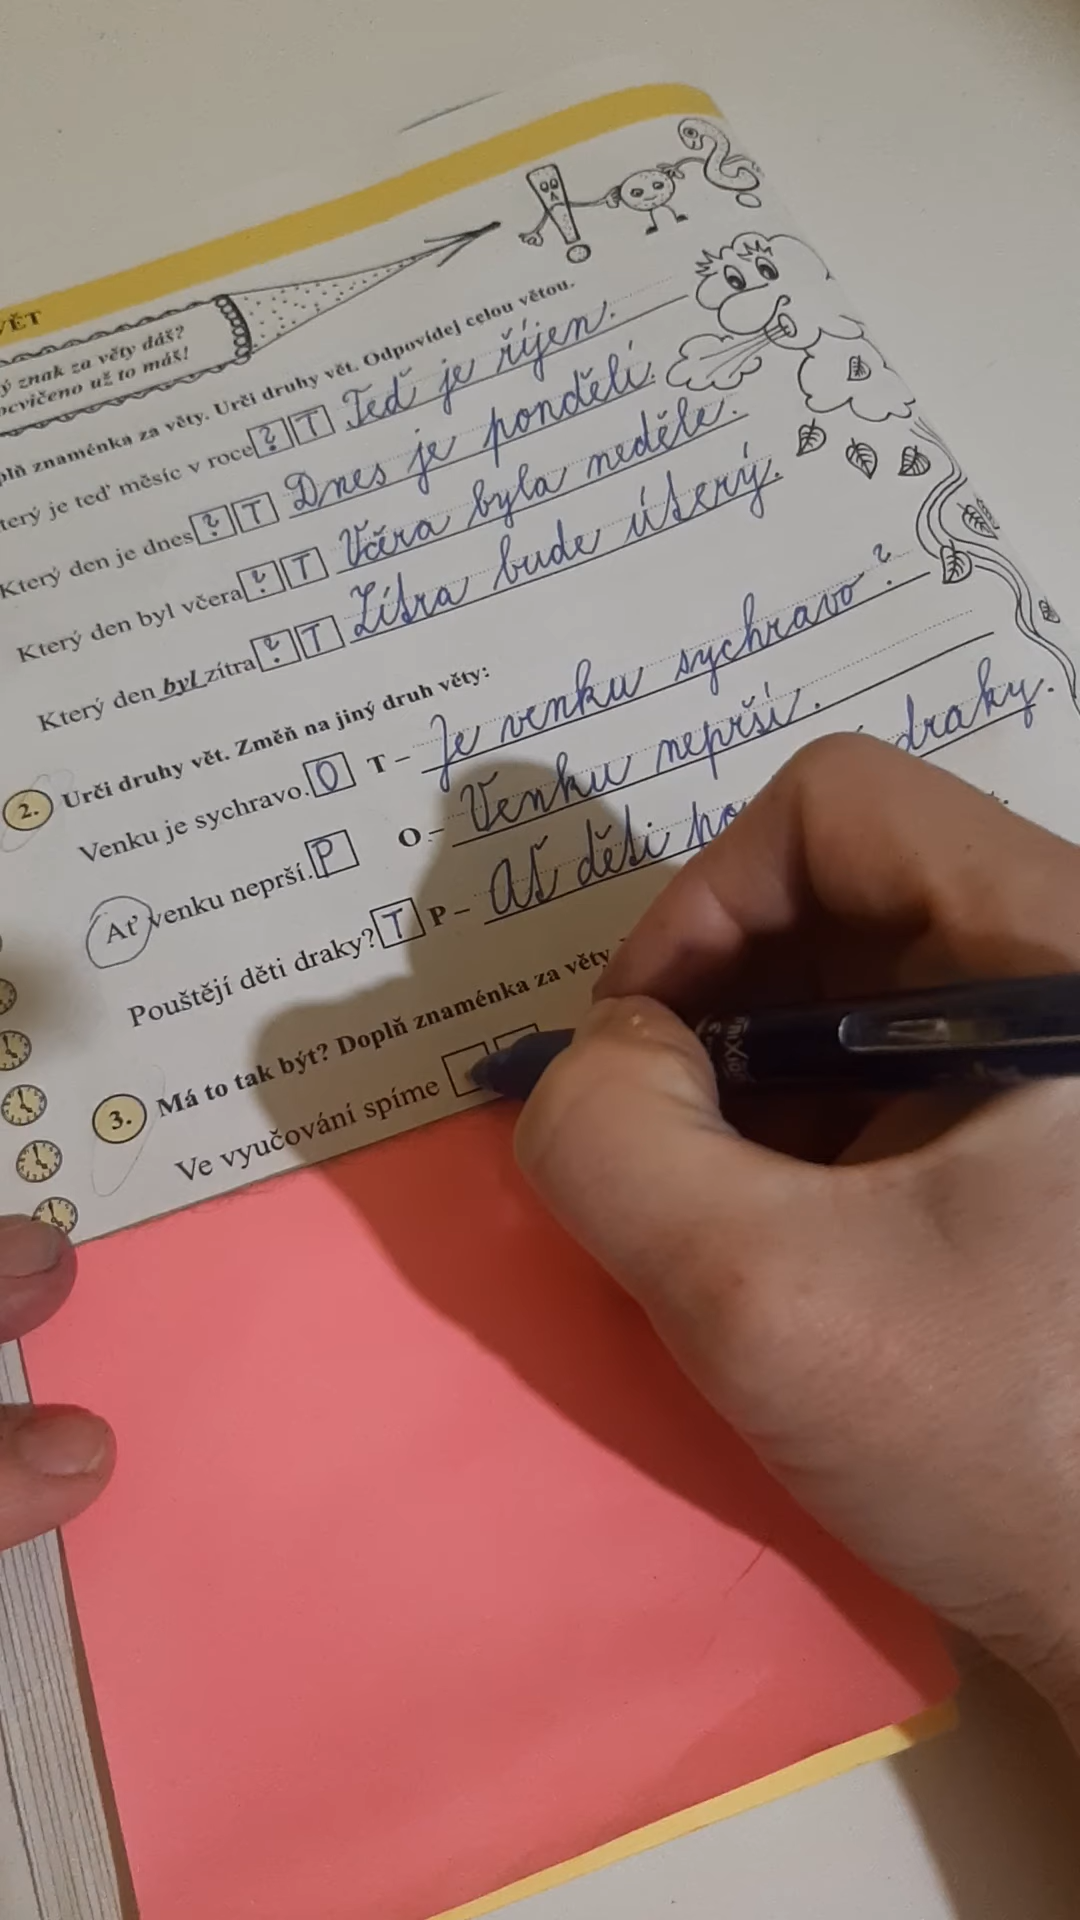 VĚT
ý znak za věty dáš?
ocvičeno už to máš!
plň znaménka za věty. Urči druhy vět. Odpovídej celou větou.
terý je teď měsíc v roce ? T Teď je říjen.
Který den je dnes ? T Dnes je pondělí.
Který den byl včera ? T Včera byla neděle.
Který den byl zítra ? T Zítra bude úterý.
2. Urči druhy vět. Změň na jiný druh věty:
Venku je sychravo. O T – Je venku sychravo?
Ať venku neprší. P O – Venku neprší.
Pouštějí děti draky? T P – Ať děti po draky.
3. Má to tak být? Doplň znaménka za věty
Ve vyučování spíme